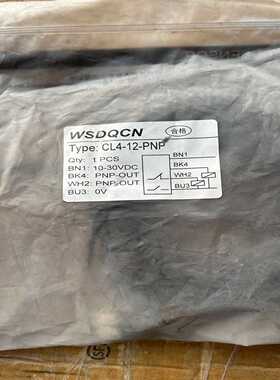 WSDQCN 合格
Type: CL4-12-PNP
Qty: 1 PCS
BN1: 10-30VDC
BK4: PNP-OUT
WH2: PNP-OUT
BU3: 0V
BN1
BK4
WH2
BU3